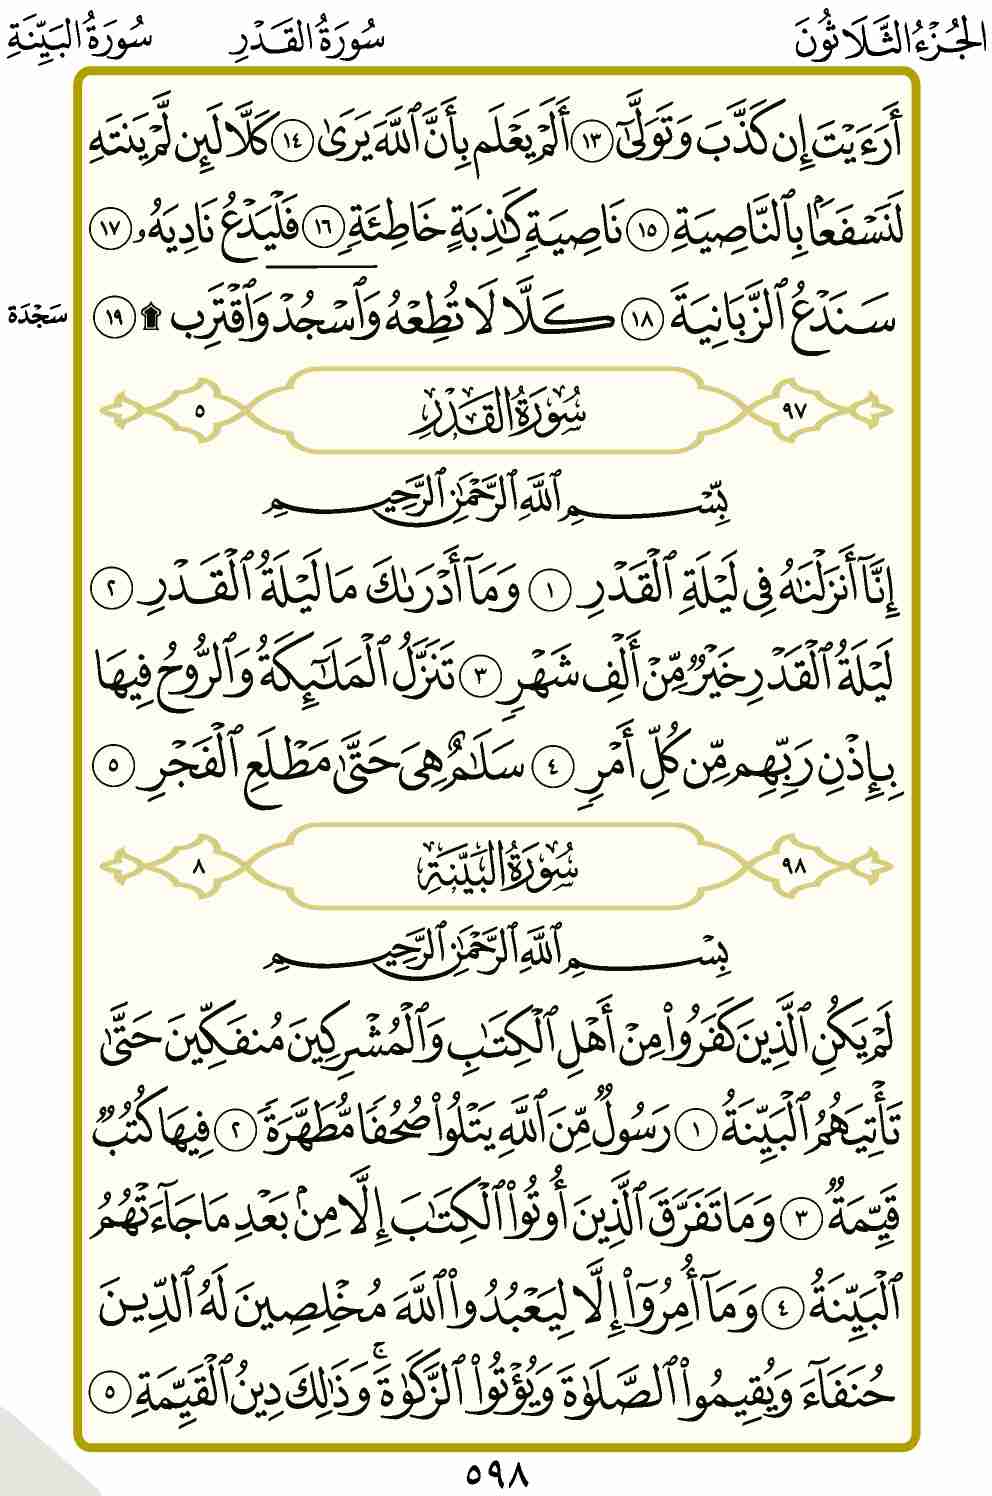 الجُزْءُ الثَّلَاثُونَ سُورَةُ القَدْرِ سُورَةُ البَيِّنَةِ
أَرَءَيْتَ إِن كَذَّبَ وَتَوَلَّىٰٓ ١٣ أَلَمْ يَعْلَم بِأَنَّ ٱللَّهَ يَرَىٰ ١٤ كَلَّا لَئِن لَّمْ يَنتَهِ
لَنَسْفَعَۢا بِٱلنَّاصِيَةِ ١٥ نَاصِيَةٍ كَٰذِبَةٍ خَاطِئَةٍ ١٦ فَلْيَدْعُ نَادِيَهُۥ ١٧
سَنَدْعُ ٱلزَّبَانِيَةَ ١٨ كَلَّا لَا تُطِعْهُ وَٱسْجُدْ وَٱقْتَرِب ۩ ١٩
سَجْدَة
٩٧ سُورَةُ القَدْرِ ٥
بِسْمِ ٱللَّهِ ٱلرَّحْمَٰنِ ٱلرَّحِيمِ
إِنَّآ أَنزَلْنَٰهُ فِى لَيْلَةِ ٱلْقَدْرِ ١ وَمَآ أَدْرَىٰكَ مَا لَيْلَةُ ٱلْقَدْرِ ٢
لَيْلَةُ ٱلْقَدْرِ خَيْرٌ مِّنْ أَلْفِ شَهْرٍ ٣ تَنَزَّلُ ٱلْمَلَٰٓئِكَةُ وَٱلرُّوحُ فِيهَا
بِإِذْنِ رَبِّهِم مِّن كُلِّ أَمْرٍ ٤ سَلَٰمٌ هِىَ حَتَّىٰ مَطْلَعِ ٱلْفَجْرِ ٥
٩٨ سُورَةُ البَيِّنَةِ ٨
بِسْمِ ٱللَّهِ ٱلرَّحْمَٰنِ ٱلرَّحِيمِ
لَمْ يَكُنِ ٱلَّذِينَ كَفَرُوا۟ مِنْ أَهْلِ ٱلْكِتَٰبِ وَٱلْمُشْرِكِينَ مُنفَكِّينَ حَتَّىٰ
تَأْتِيَهُمُ ٱلْبَيِّنَةُ ١ رَسُولٌ مِّنَ ٱللَّهِ يَتْلُوا۟ صُحُفًا مُّطَهَّرَةً ٢ فِيهَا كُتُبٌ
قَيِّمَةٌ ٣ وَمَا تَفَرَّقَ ٱلَّذِينَ أُوتُوا۟ ٱلْكِتَٰبَ إِلَّا مِنۢ بَعْدِ مَا جَآءَتْهُمُ
ٱلْبَيِّنَةُ ٤ وَمَآ أُمِرُوٓا۟ إِلَّا لِيَعْبُدُوا۟ ٱللَّهَ مُخْلِصِينَ لَهُ ٱلدِّينَ
حُنَفَآءَ وَيُقِيمُوا۟ ٱلصَّلَوٰةَ وَيُؤْتُوا۟ ٱلزَّكَوٰةَ ۚ وَذَٰلِكَ دِينُ ٱلْقَيِّمَةِ ٥
٥٩٨